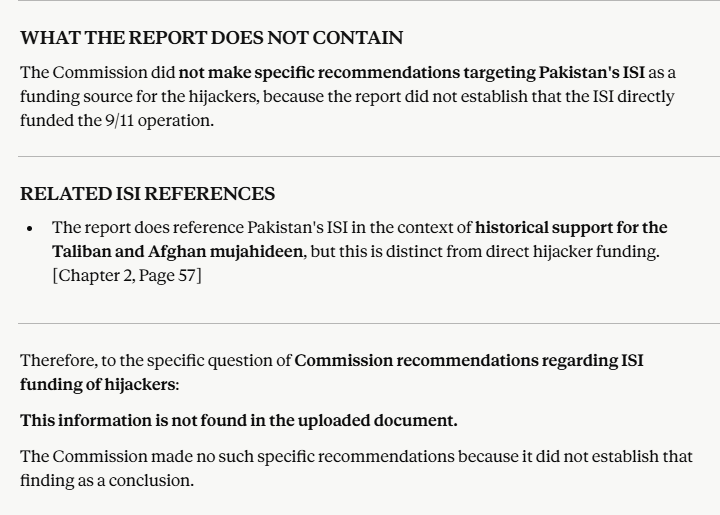 WHAT THE REPORT DOES NOT CONTAIN
The Commission did not make specific recommendations targeting Pakistan's ISI as a
funding source for the hijackers, because the report did not establish that the ISI directly
funded the 9/11 operation.
RELATED ISI REFERENCES
• The report does reference Pakistan's ISI in the context of historical support for the
Taliban and Afghan mujahideen, but this is distinct from direct hijacker funding.
[Chapter 2, Page 57]
Therefore, to the specific question of Commission recommendations regarding ISI
funding of hijackers:
This information is not found in the uploaded document.
The Commission made no such specific recommendations because it did not establish that
finding as a conclusion.